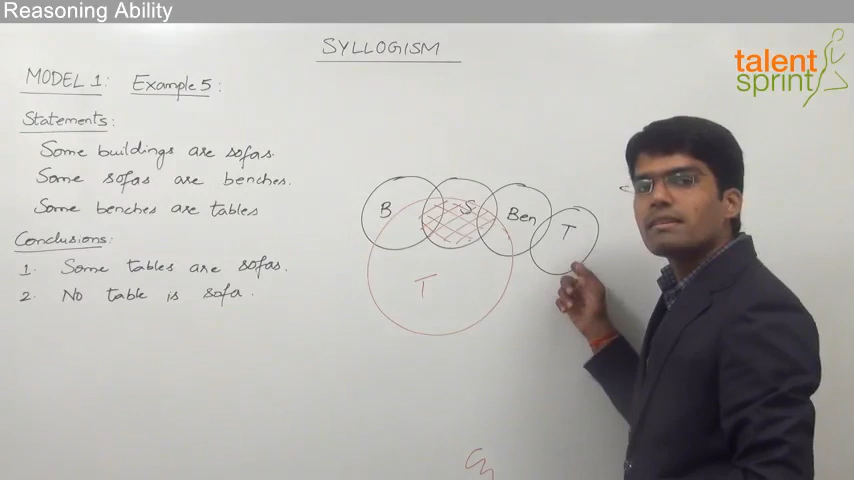 Reasoning Ability
SYLLOGISM
talent
sprint
MODEL 1: Example 5:
Statements:
Some buildings are sofas.
Some sofas are benches.
Some benches are tables
Conclusions:
1. Some tables are sofas.
2. No table is sofa.
B
S
Ben
T
T